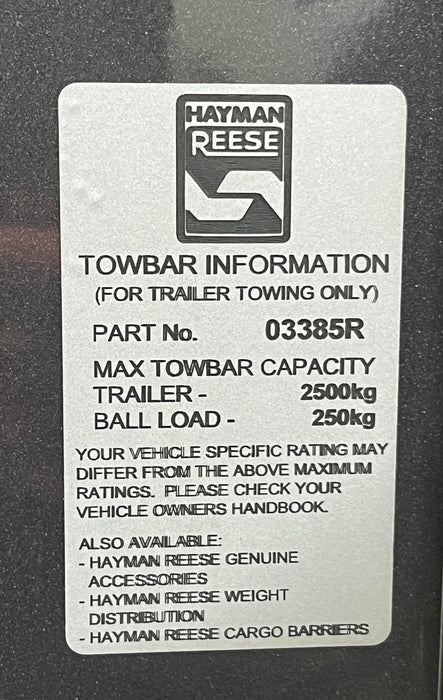 HAYMAN
REESE
TOWBAR INFORMATION
(FOR TRAILER TOWING ONLY)
PART No. 03385R
MAX TOWBAR CAPACITY
TRAILER - 2500kg
BALL LOAD - 250kg
YOUR VEHICLE SPECIFIC RATING MAY
DIFFER FROM THE ABOVE MAXIMUM
RATINGS. PLEASE CHECK YOUR
VEHICLE OWNERS HANDBOOK.
ALSO AVAILABLE:
- HAYMAN REESE GENUINE
ACCESSORIES
- HAYMAN REESE WEIGHT
DISTRIBUTION
- HAYMAN REESE CARGO BARRIERS